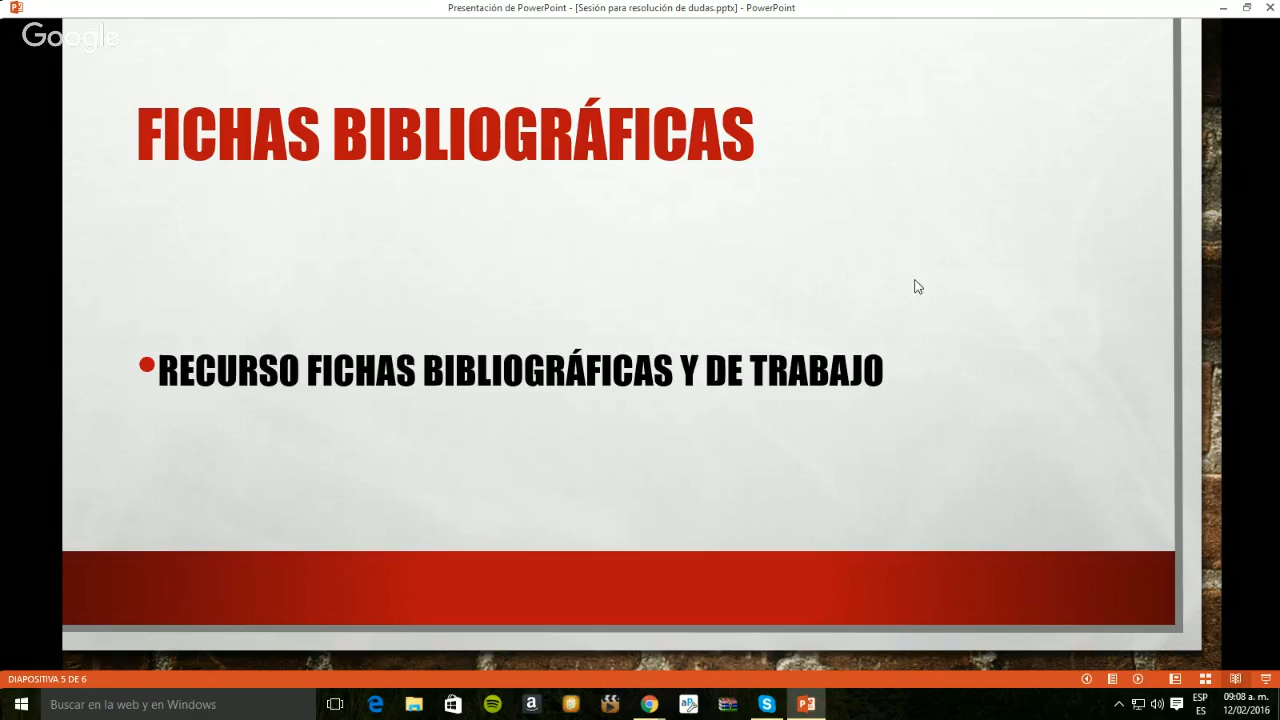 Presentación de PowerPoint - [Sesión para resolución de dudas.pptx] - PowerPoint
Google
FICHAS BIBLIOGRÁFICAS
•RECURSO FICHAS BIBLIOGRÁFICAS Y DE TRABAJO
DIAPOSITIVA 5 DE 6
Buscar en la web y en Windows
ESP
09:08 a. m.
ES
12/02/2016